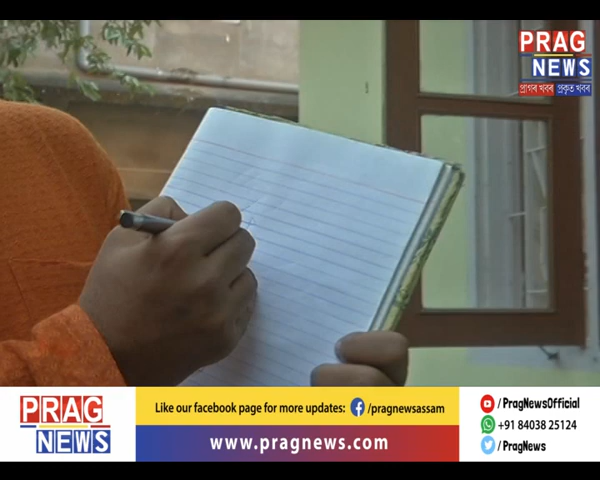 PRAG
NEWS
প্ৰাগৰ খবৰ প্ৰকৃত খবৰ
PRAG
NEWS
Like our facebook page for more updates: /pragnewsassam
www.pragnews.com
/PragNewsOfficial
+91 84038 25124
/PragNews